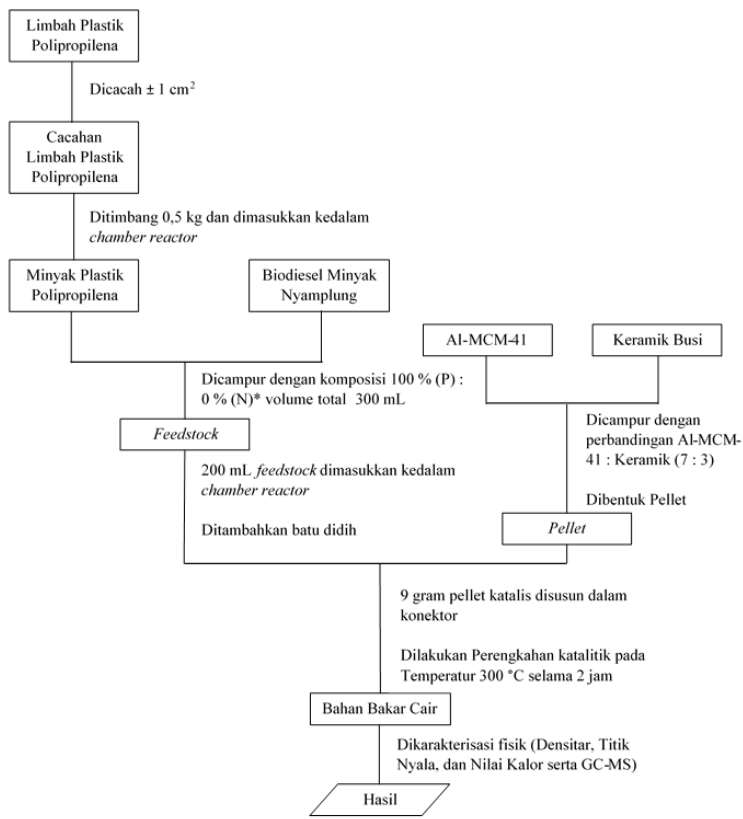 Limbah Plastik
Polipropilena
Dicacah ± 1 cm²
Cacahan
Limbah Plastik
Polipropilena
Ditimbang 0,5 kg dan dimasukkan kedalam
chamber reactor
Minyak Plastik
Polipropilena
Biodiesel Minyak
Nyamplung
Al-MCM-41
Keramik Busi
Dicampur dengan komposisi 100 % (P) :
0 % (N)* volume total 300 mL
Feedstock
Dicampur dengan
perbandingan Al-MCM-
41 : Keramik (7 : 3)
Dibentuk Pellet
200 mL feedstock dimasukkan kedalam
chamber reactor
Ditambahkan batu didih
Pellet
9 gram pellet katalis disusun dalam
konektor
Dilakukan Perengkahan katalitik pada
Temperatur 300 °C selama 2 jam
Bahan Bakar Cair
Dikarakterisasi fisik (Densitar, Titik
Nyala, dan Nilai Kalor serta GC-MS)
Hasil